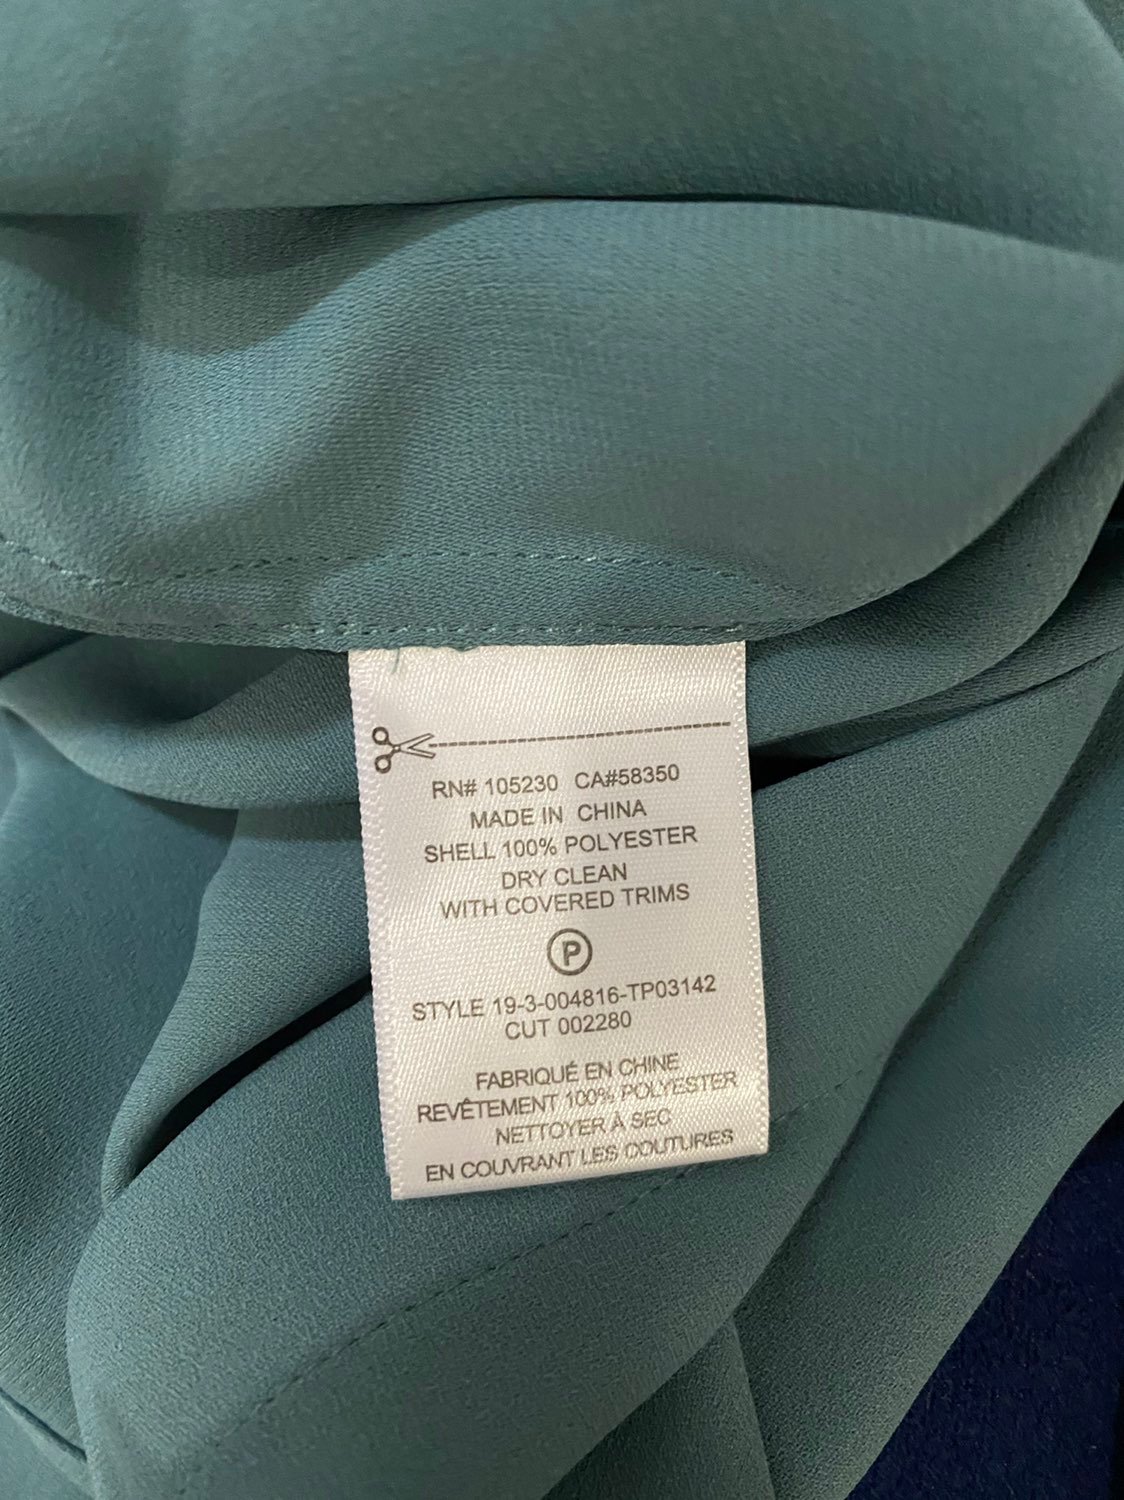 RN# 105230 CA#58350
MADE IN CHINA
SHELL 100% POLYESTER
DRY CLEAN
WITH COVERED TRIMS
P
STYLE 19-3-004816-TP03142
CUT 002280
FABRIQUÉ EN CHINE
REVÊTEMENT 100% POLYESTER
NETTOYER À SEC
EN COUVRANT LES COUTURES